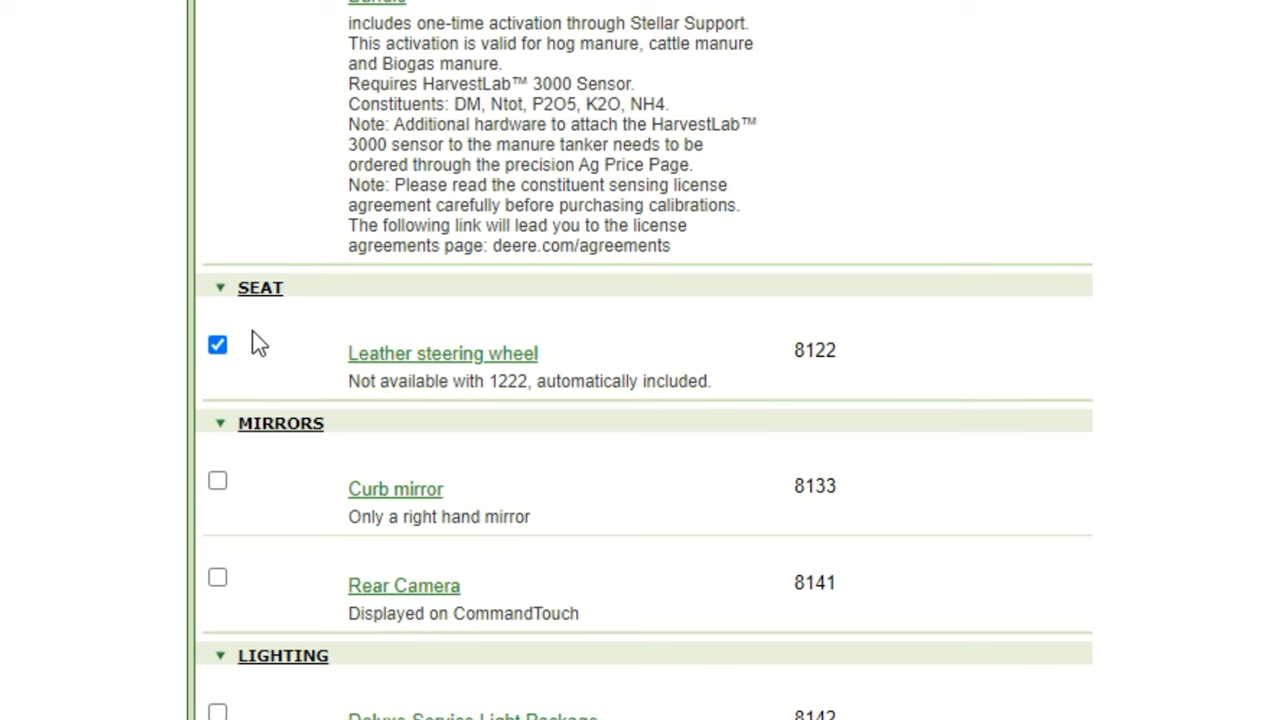 Bundle
includes one-time activation through Stellar Support.
This activation is valid for hog manure, cattle manure
and Biogas manure.
Requires HarvestLab™ 3000 Sensor.
Constituents: DM, Ntot, P2O5, K2O, NH4.
Note: Additional hardware to attach the HarvestLab™
3000 sensor to the manure tanker needs to be
ordered through the precision Ag Price Page.
Note: Please read the constituent sensing license
agreement carefully before purchasing calibrations.
The following link will lead you to the license
agreements page: deere.com/agreements
SEAT
Leather steering wheel 8122
Not available with 1222, automatically included.
MIRRORS
Curb mirror 8133
Only a right hand mirror
Rear Camera 8141
Displayed on CommandTouch
LIGHTING
Deluxe Service Light Package 8142